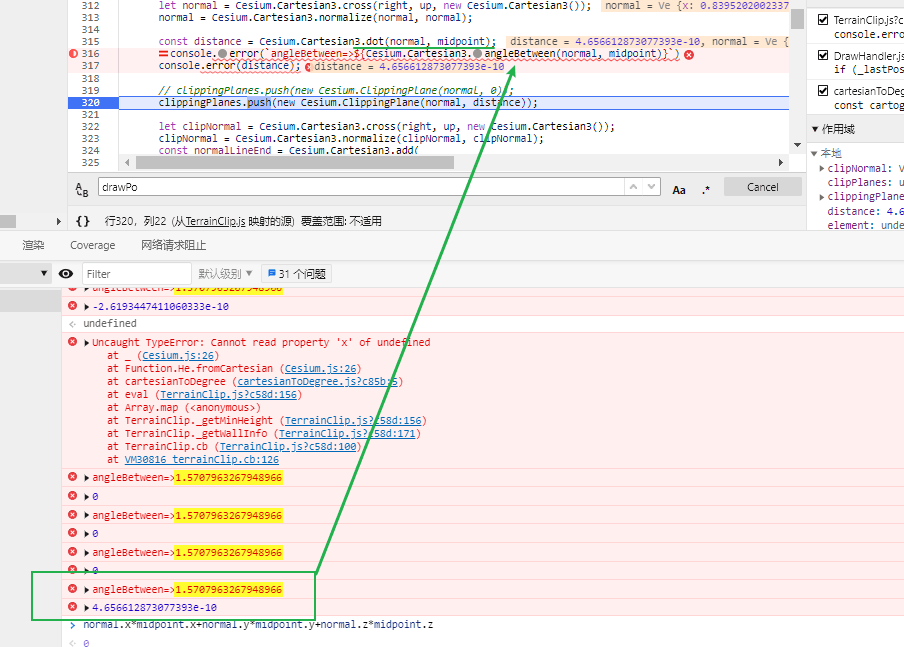 312 let normal = Cesium.Cartesian3.cross(right, up, new Cesium.Cartesian3()); normal = Ve {x: 0.8395202002337
313 normal = Cesium.Cartesian3.normalize(normal, normal);
314
315 const distance = Cesium.Cartesian3.dot(normal, midpoint); distance = 4.656612873077393e-10, normal = Ve {
316 console.error(`angleBetween=>${Cesium.Cartesian3.angleBetween(normal, midpoint)}`)
317 console.error(distance); distance = 4.656612873077393e-10
318
319 // clippingPlanes.push(new Cesium.ClippingPlane(normal, 0));
320 clippingPlanes.push(new Cesium.ClippingPlane(normal, distance));
321
322 let clipNormal = Cesium.Cartesian3.cross(right, up, new Cesium.Cartesian3());
323 clipNormal = Cesium.Cartesian3.normalize(clipNormal, clipNormal);
324 const normalLineEnd = Cesium.Cartesian3.add(
325
TerrainClip.js?c
console.erro
DrawHandler.js
if (_lastPos
cartesianToDeg
const cartog
作用域
本地
clipNormal: V
clipPlanes: u
clippingPlane
distance: 4.6
element: unde
drawPo
Aa .* Cancel
{} 行320，列22 (从TerrainClip.js 映射的源) 覆盖范围: 不适用
渲染 Coverage 网络请求阻止
Filter 默认级别 31 个问题
angleBetween=>1.5707963267948966
-2.6193447411060333e-10
undefined
Uncaught TypeError: Cannot read property 'x' of undefined
at _ (Cesium.js:26)
at Function.He.fromCartesian (Cesium.js:26)
at cartesianToDegree (cartesianToDegree.js?c85b:5)
at eval (TerrainClip.js?c58d:156)
at Array.map (<anonymous>)
at TerrainClip._getMinHeight (TerrainClip.js?c58d:156)
at TerrainClip._getWallInfo (TerrainClip.js?c58d:171)
at TerrainClip.cb (TerrainClip.js?c58d:100)
at VM30816 terrainClip.cb:126
angleBetween=>1.5707963267948966
0
angleBetween=>1.5707963267948966
0
angleBetween=>1.5707963267948966
0
angleBetween=>1.5707963267948966
4.656612873077393e-10
normal.x*midpoint.x+normal.y*midpoint.y+normal.z*midpoint.z
0